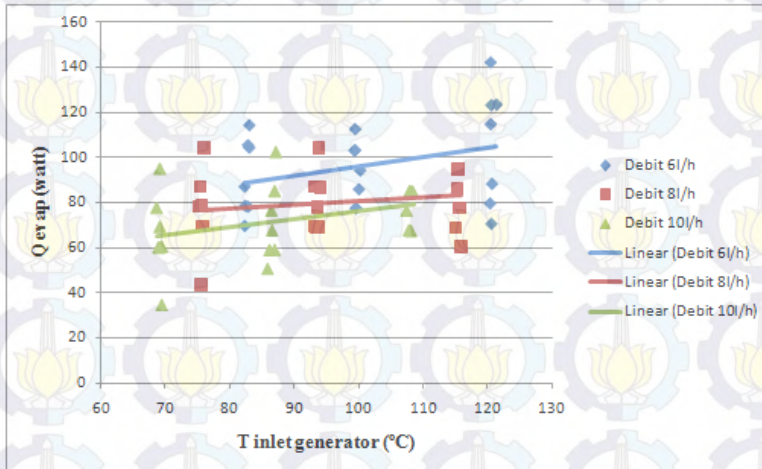 160
140
120
100
80
60
40
20
0
Q evap (watt)
60 70 80 90 100 110 120 130
T inlet generator (°C)
Debit 6l/h
Debit 8l/h
Debit 10l/h
Linear (Debit 6l/h)
Linear (Debit 8l/h)
Linear (Debit 10l/h)